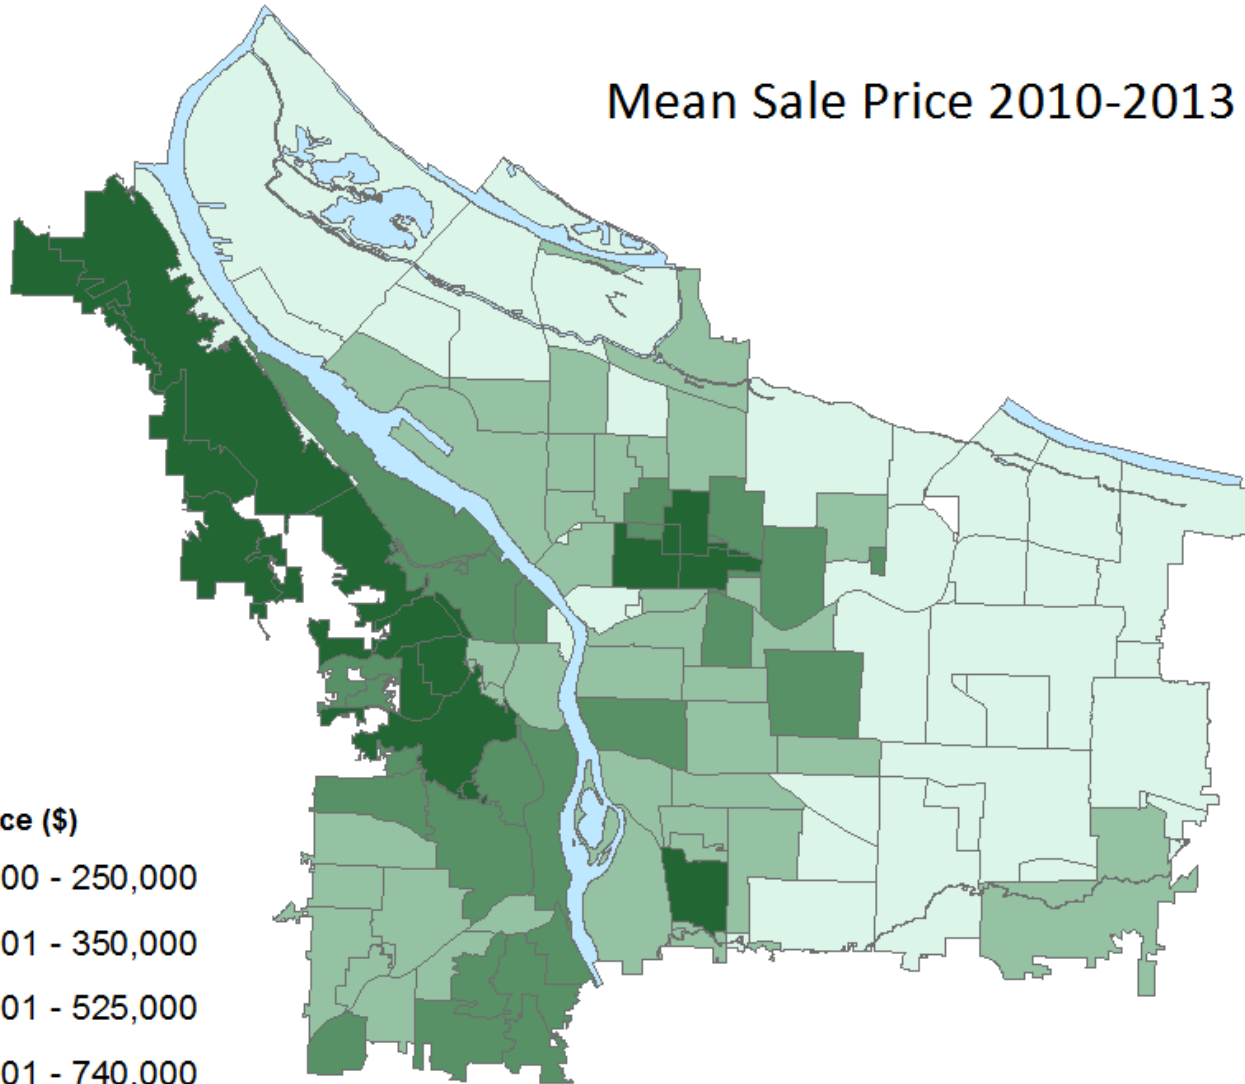 Mean Sale Price 2010-2013
ce ($)
00 - 250,000
01 - 350,000
01 - 525,000
01 - 740,000